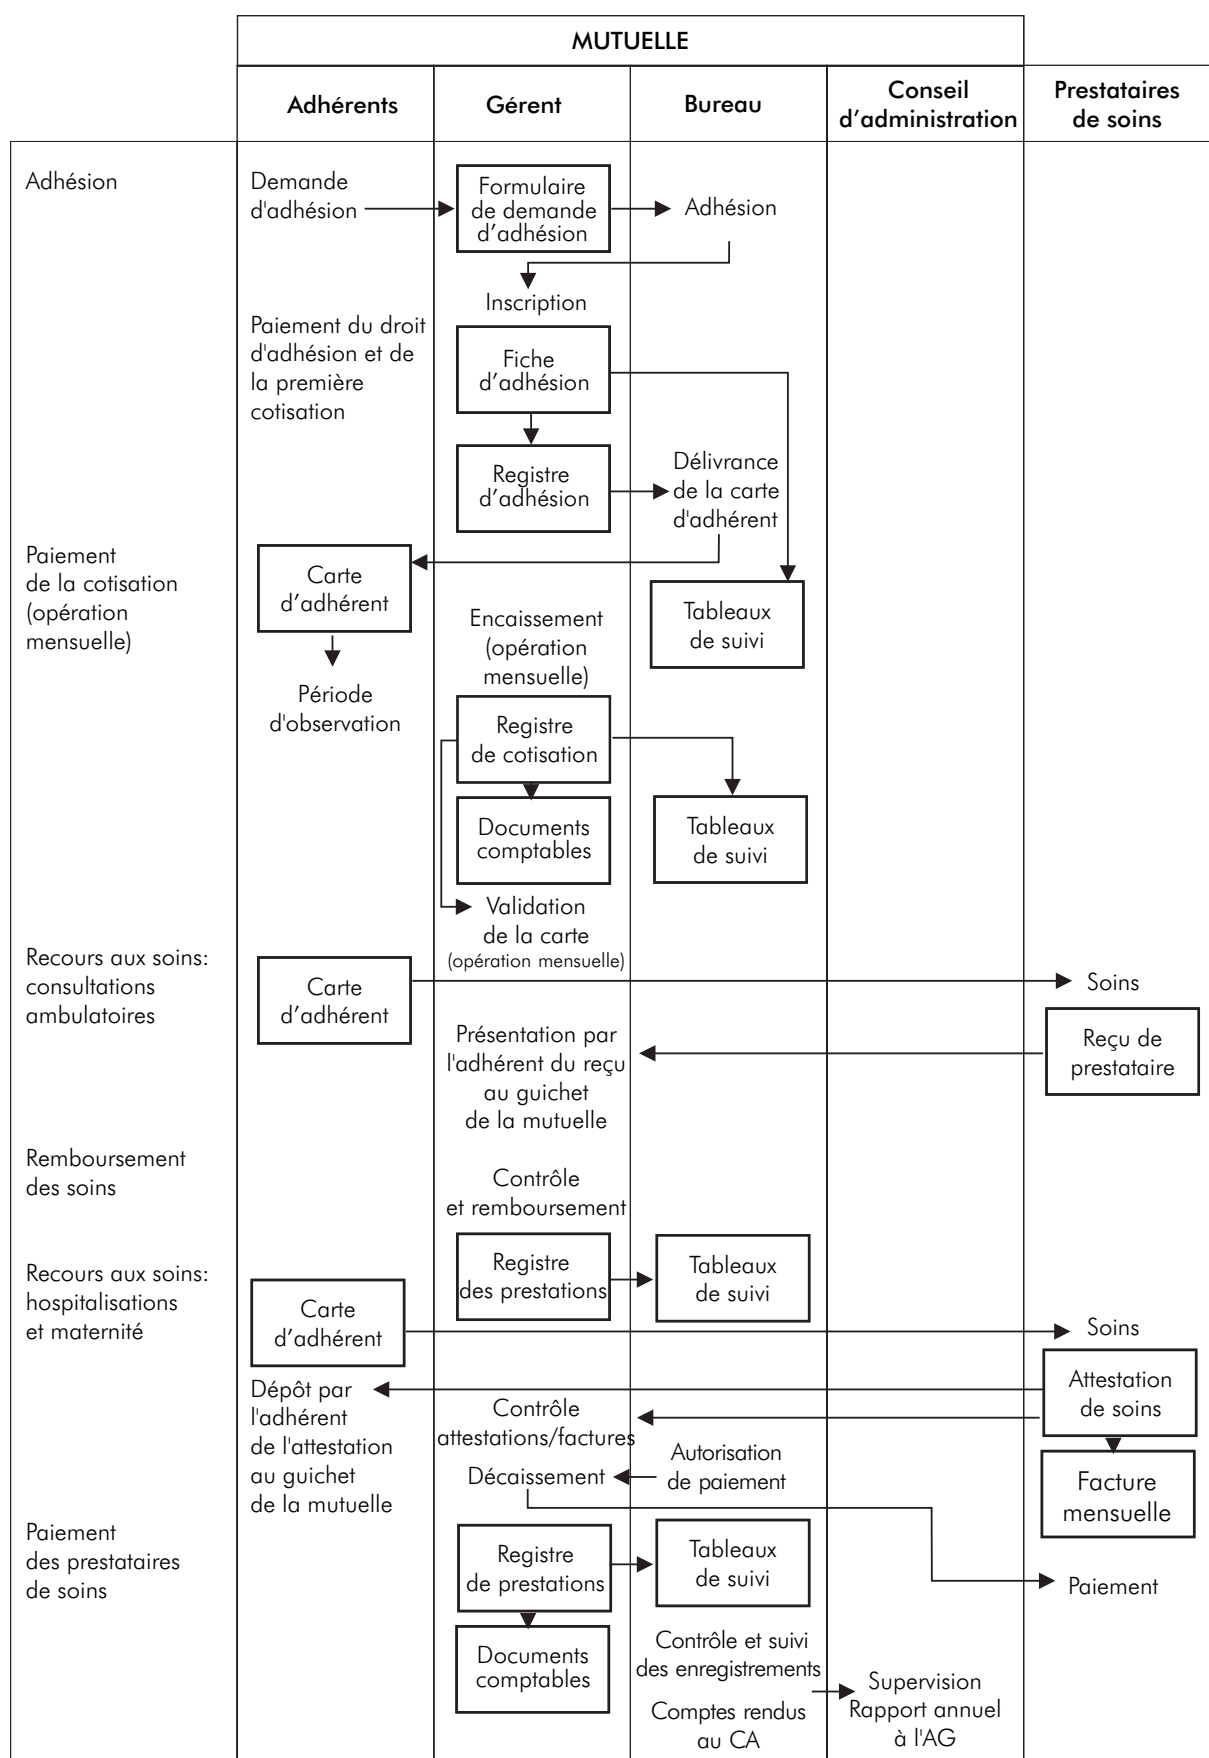 MUTUELLE
Adhérents
Gérent
Bureau
Conseil
d'administration
Prestataires
de soins
Adhésion
Demande
d'adhésion
Formulaire
de demande
d'adhésion
Adhésion
Inscription
Paiement du droit
d'adhésion et de
la première
cotisation
Fiche
d'adhésion
Registre
d'adhésion
Délivrance
de la carte
d'adhérent
Paiement
de la cotisation
(opération
mensuelle)
Carte
d'adhérent
Tableaux
de suivi
Encaissement
(opération
mensuelle)
Période
d'observation
Registre
de cotisation
Documents
comptables
Tableaux
de suivi
Validation
de la carte
(opération mensuelle)
Recours aux soins:
consultations
ambulatoires
Carte
d'adhérent
Soins
Présentation par
l'adhérent du reçu
au guichet
de la mutuelle
Reçu de
prestataire
Remboursement
des soins
Contrôle
et remboursement
Registre
des prestations
Tableaux
de suivi
Recours aux soins:
hospitalisations
et maternité
Carte
d'adhérent
Soins
Dépôt par
l'adhérent
de l'attestation
au guichet
de la mutuelle
Contrôle
attestations/factures
Attestation
de soins
Autorisation
de paiement
Décaissement
Facture
mensuelle
Paiement
des prestataires
de soins
Registre
de prestations
Tableaux
de suivi
Paiement
Documents
comptables
Contrôle et suivi
des enregistrements
Comptes rendus
au CA
Supervision
Rapport annuel
à l'AG